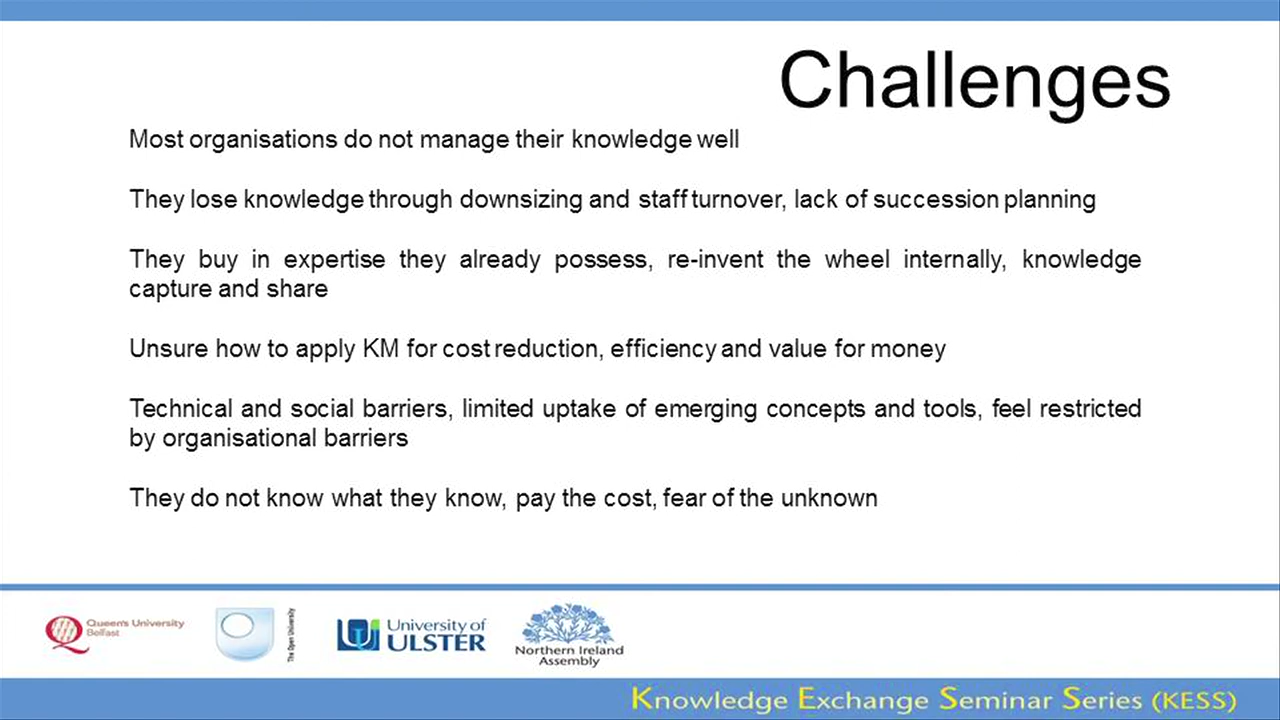 Challenges
Most organisations do not manage their knowledge well
They lose knowledge through downsizing and staff turnover, lack of succession planning
They buy in expertise they already possess, re-invent the wheel internally, knowledge
capture and share
Unsure how to apply KM for cost reduction, efficiency and value for money
Technical and social barriers, limited uptake of emerging concepts and tools, feel restricted
by organisational barriers
They do not know what they know, pay the cost, fear of the unknown
Queen's University
Belfast
The Open University
University of
ULSTER
Northern Ireland
Assembly
Knowledge Exchange Seminar Series (KESS)